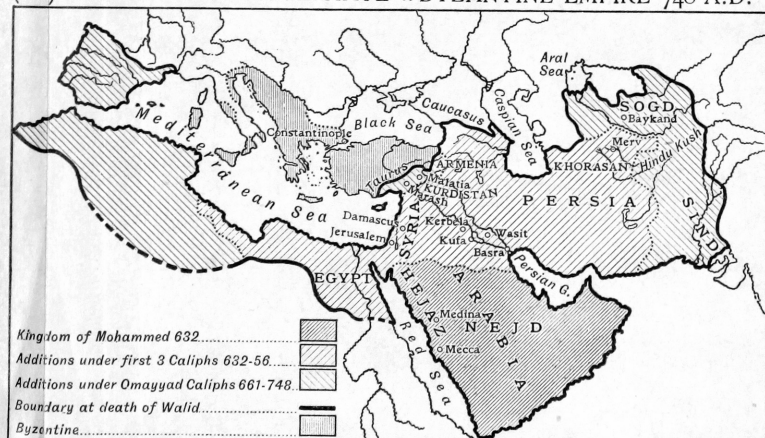 BYZANTINE EMPIRE 748 A.D.
Aral
Sea
SOGD
Baykand
Caucasus
Caspian Sea
Black Sea
Constantinople
Mediterranean Sea
Merv
KHORASAN
Hindu Kush
Taurus
ARMENIA
Malatia
KURDISTAN
Marash
PERSIA
SIND
SYRIA
Damascus
Jerusalem
Kerbela
Wasit
Kufa
Basra
Persian G.
EGYPT
HEJAZ
ARABIA
Medina
NEJD
Mecca
Red Sea
Kingdom of Mohammed 632
Additions under first 3 Caliphs 632-56
Additions under Omayyad Caliphs 661-748
Boundary at death of Walid
Byzantine